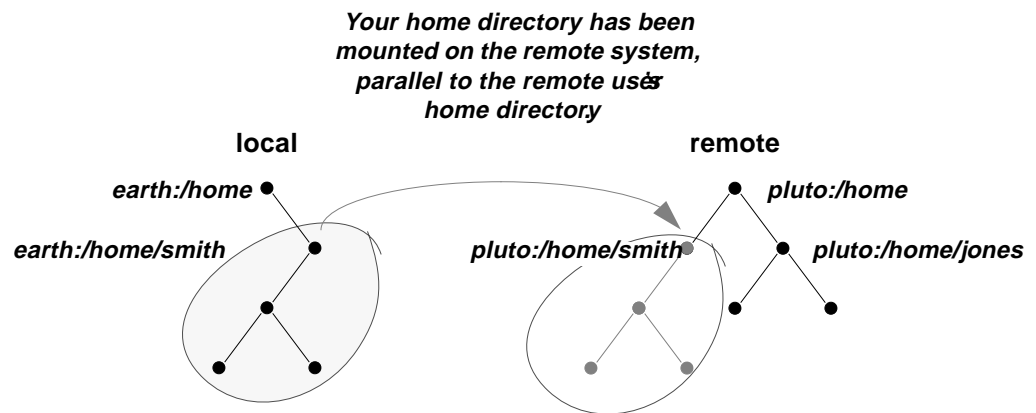 Your home directory has been
mounted on the remote system,
parallel to the remote user's
home directory.
local
remote
earth:/home
pluto:/home
earth:/home/smith
pluto:/home/smith
pluto:/home/jones